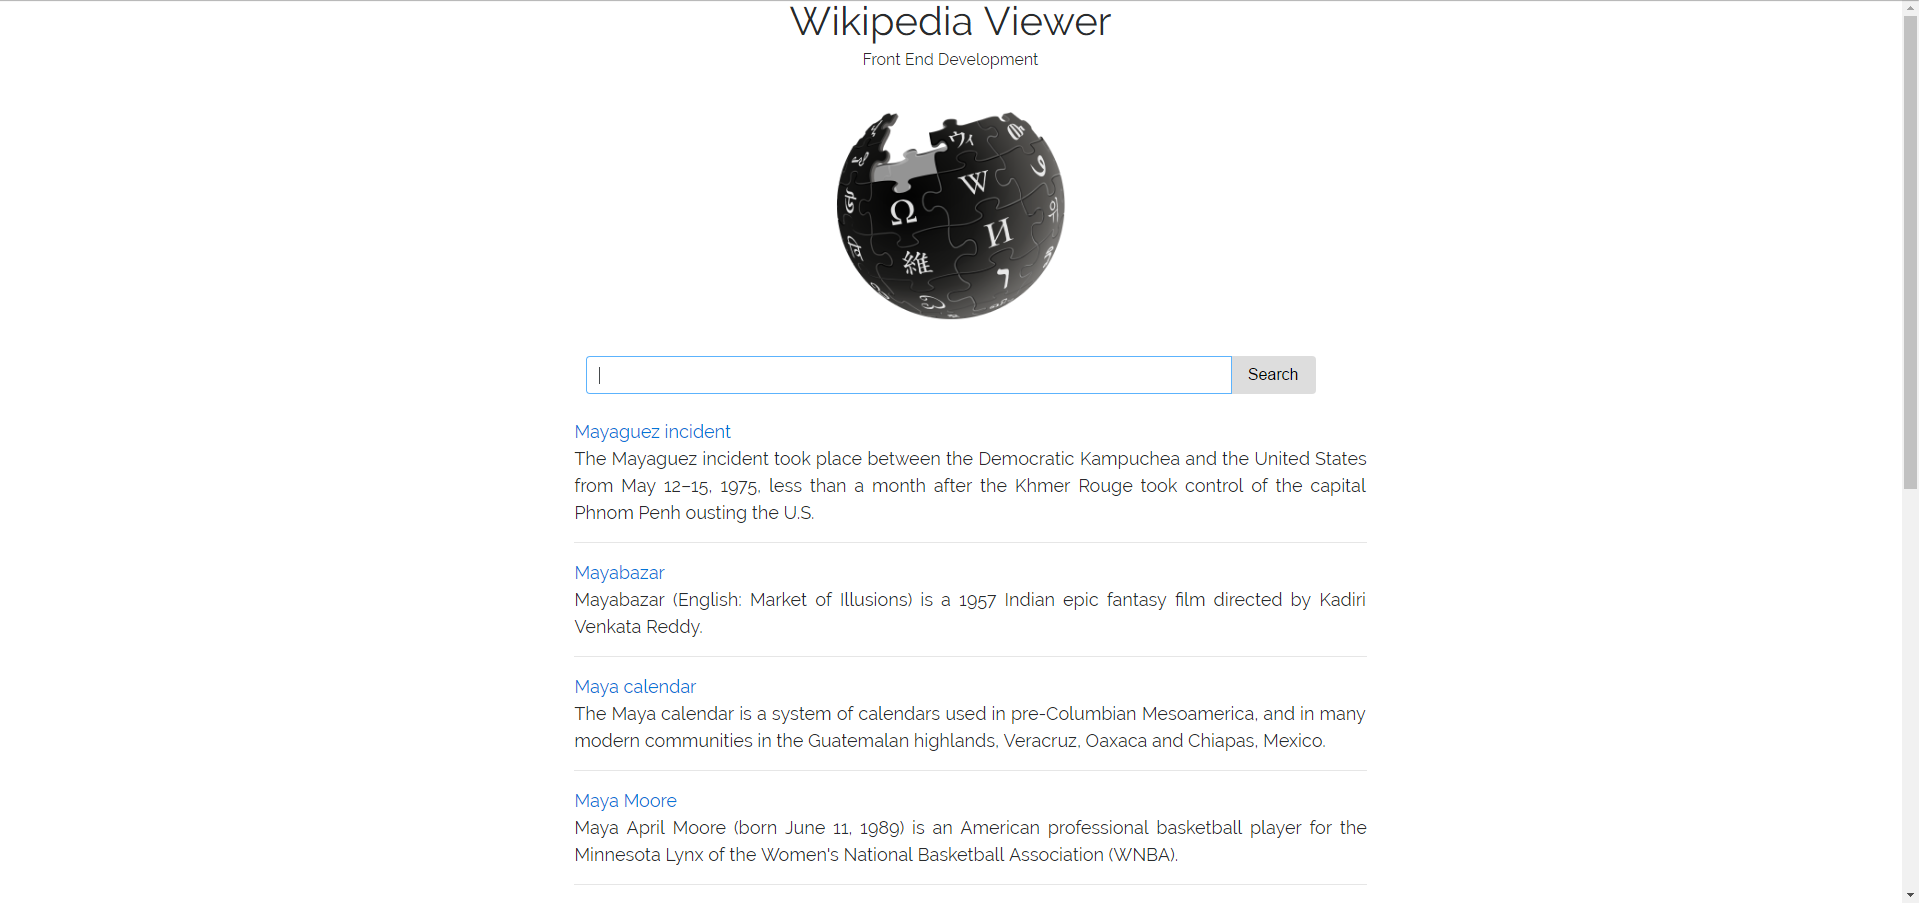 Wikipedia Viewer
Front End Development
ウィ
W
Ω
И
維
Search
Mayaguez incident
The Mayaguez incident took place between the Democratic Kampuchea and the United States
from May 12–15, 1975, less than a month after the Khmer Rouge took control of the capital
Phnom Penh ousting the U.S.
Mayabazar
Mayabazar (English: Market of Illusions) is a 1957 Indian epic fantasy film directed by Kadiri
Venkata Reddy.
Maya calendar
The Maya calendar is a system of calendars used in pre-Columbian Mesoamerica, and in many
modern communities in the Guatemalan highlands, Veracruz, Oaxaca and Chiapas, Mexico.
Maya Moore
Maya April Moore (born June 11, 1989) is an American professional basketball player for the
Minnesota Lynx of the Women's National Basketball Association (WNBA).